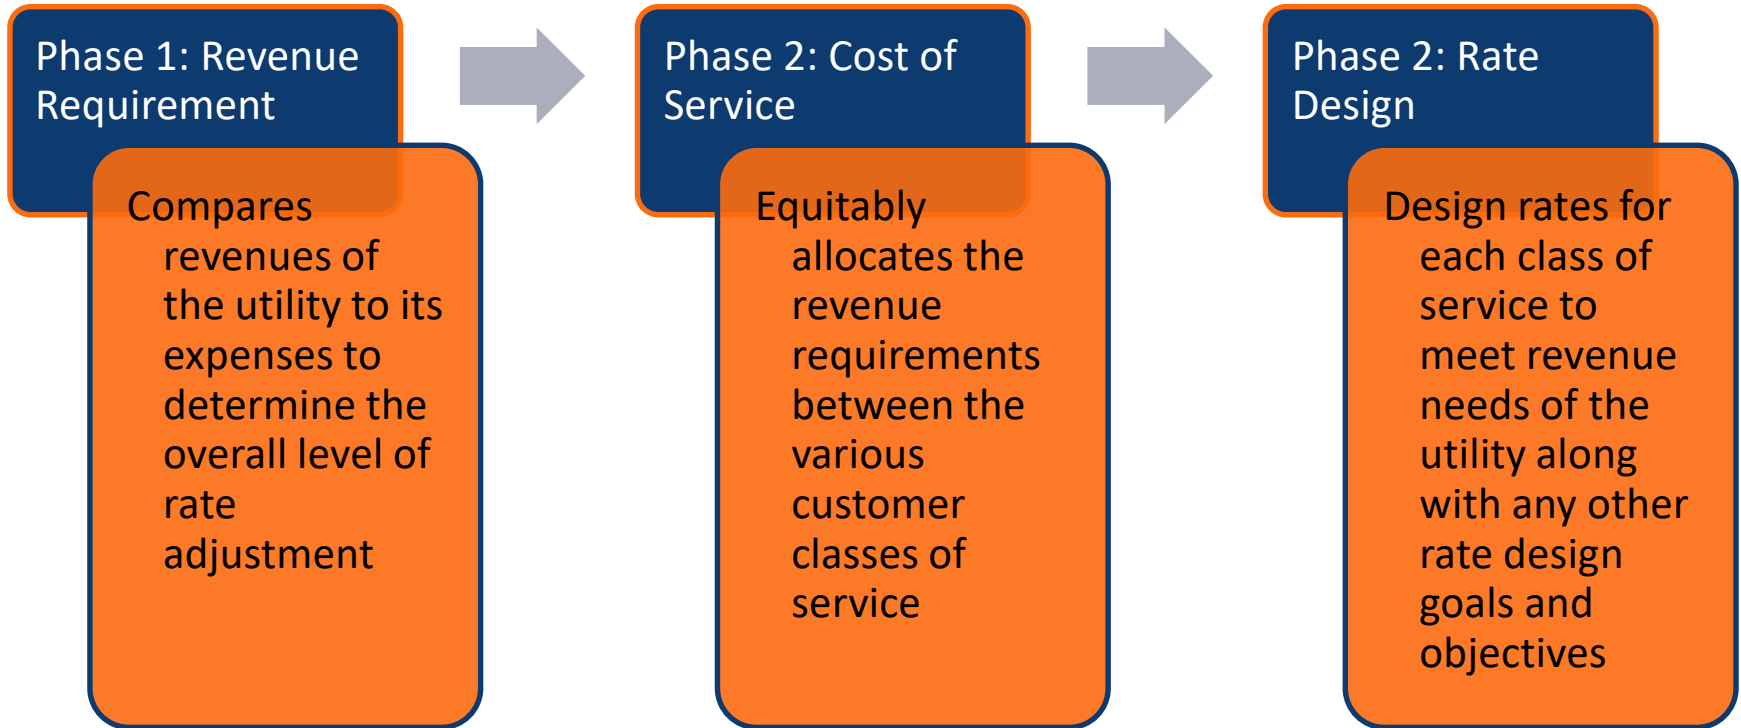 Phase 1: Revenue
Requirement
Compares
revenues of
the utility to its
expenses to
determine the
overall level of
rate
adjustment
Phase 2: Cost of
Service
Equitably
allocates the
revenue
requirements
between the
various
customer
classes of
service
Phase 2: Rate
Design
Design rates for
each class of
service to
meet revenue
needs of the
utility along
with any other
rate design
goals and
objectives